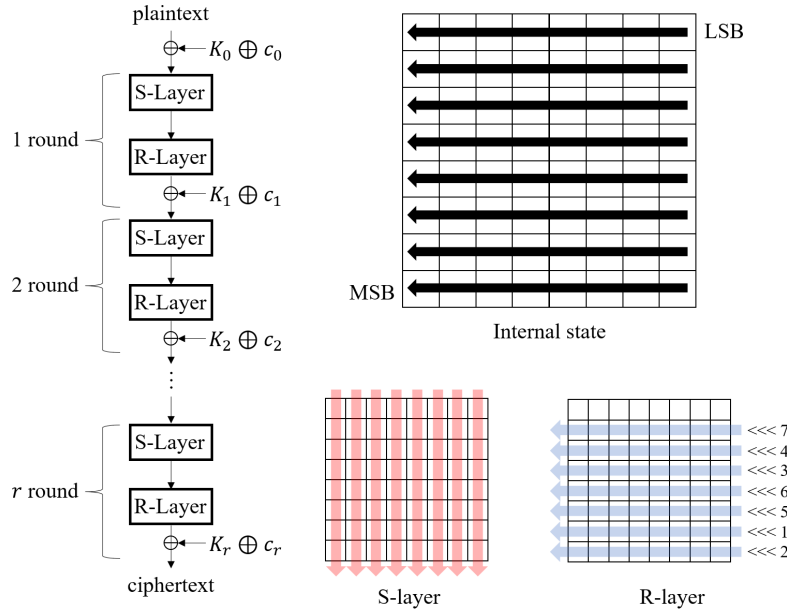 plaintext
K₀ ⊕ c₀
S-Layer
1 round
R-Layer
K₁ ⊕ c₁
S-Layer
2 round
R-Layer
K₂ ⊕ c₂
⋮
S-Layer
r round
R-Layer
Kᵣ ⊕ cᵣ
ciphertext
LSB
MSB
Internal state
S-layer
<<< 7
<<< 4
<<< 3
<<< 6
<<< 5
<<< 1
<<< 2
R-layer